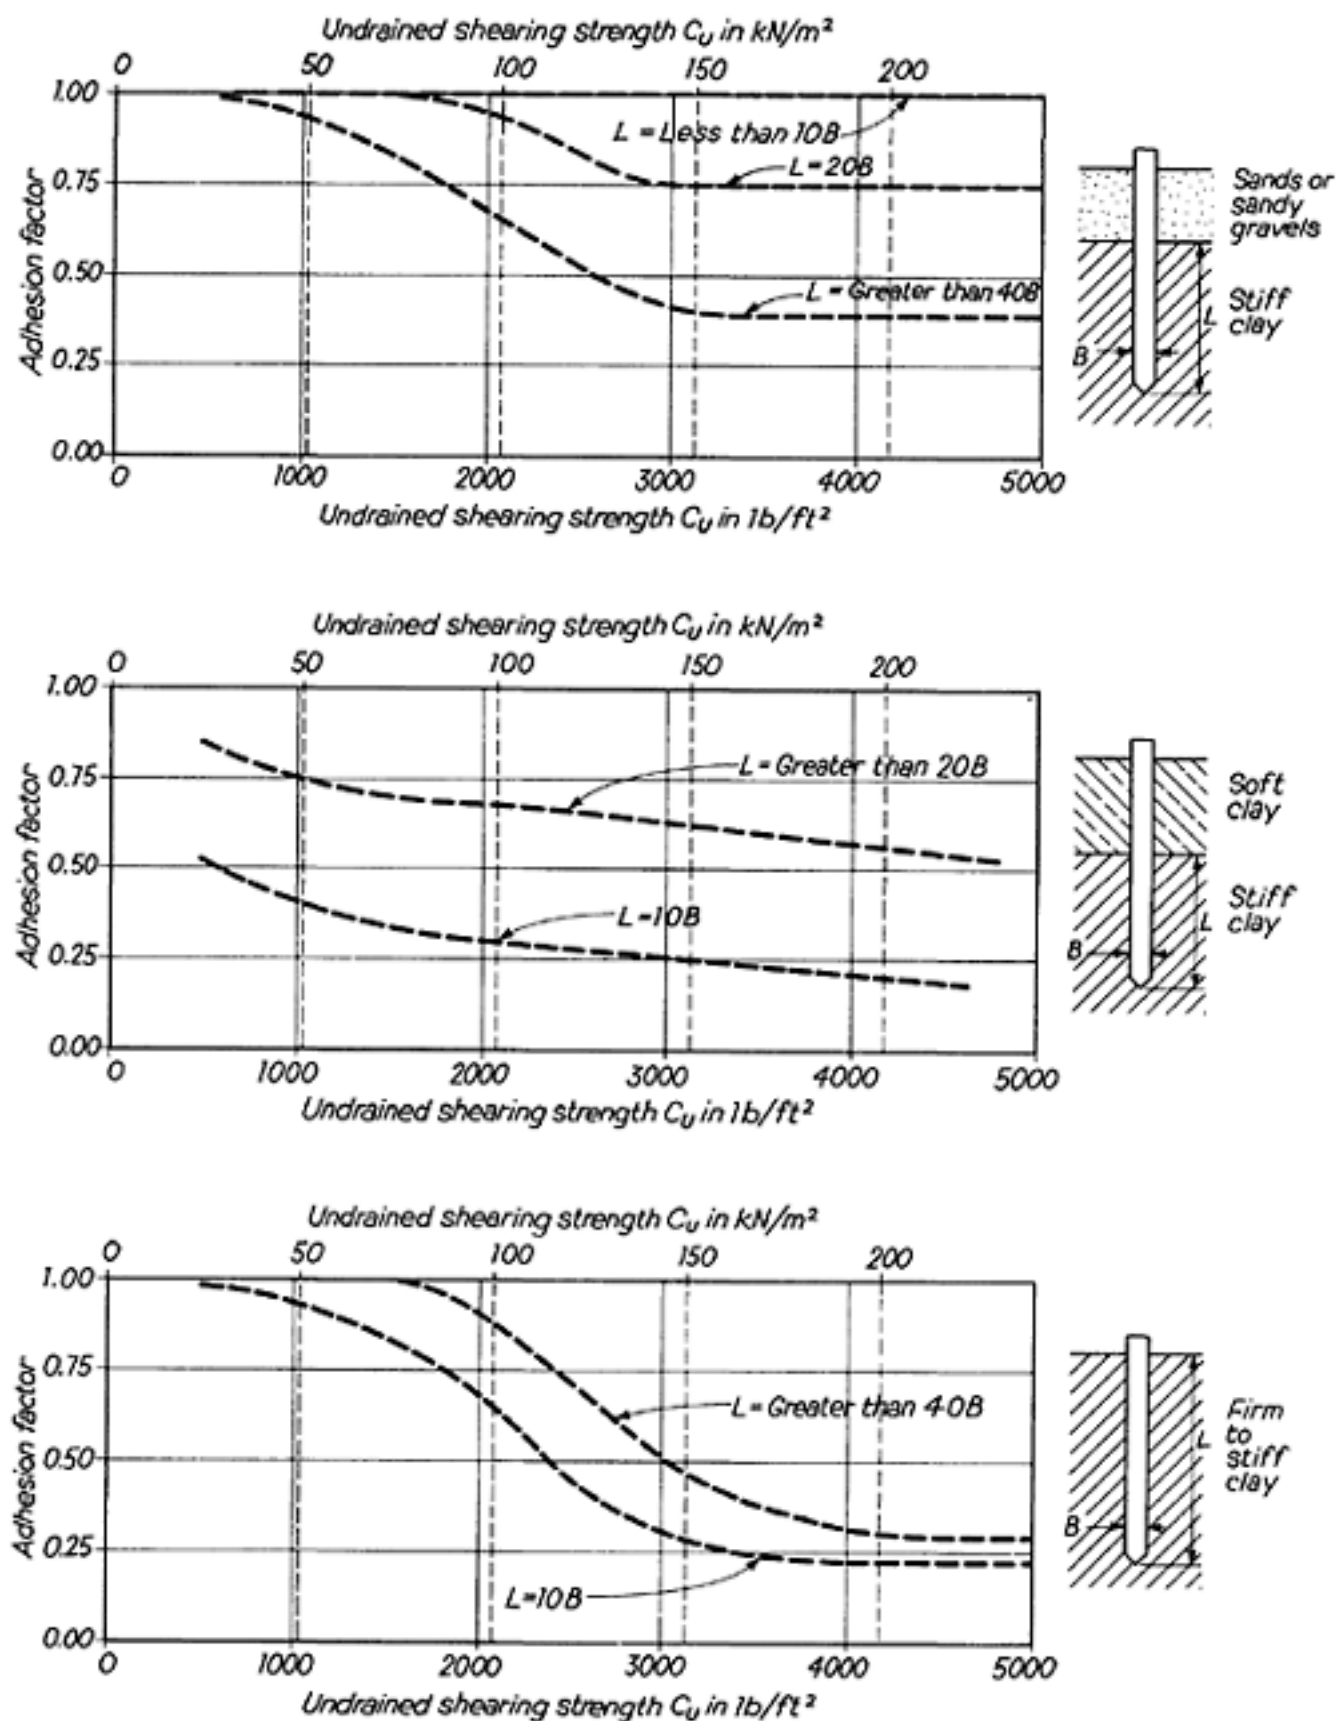 Undrained shearing strength Cu in kN/m²
0 50 100 150 200
1.00
0.75
0.50
0.25
0.00
Adhesion factor
L = Less than 10B
L = 20B
L = Greater than 40B
0 1000 2000 3000 4000 5000
Undrained shearing strength Cu in lb/ft²
Sands or
sandy
gravels
Stiff
clay
L
B
Undrained shearing strength Cu in kN/m²
0 50 100 150 200
1.00
0.75
0.50
0.25
0.00
Adhesion factor
L = Greater than 20B
L = 10B
0 1000 2000 3000 4000 5000
Undrained shearing strength Cu in lb/ft²
Soft
clay
Stiff
clay
L
B
Undrained shearing strength Cu in kN/m²
0 50 100 150 200
1.00
0.75
0.50
0.25
0.00
Adhesion factor
L = Greater than 40B
L = 10B
0 1000 2000 3000 4000 5000
Undrained shearing strength Cu in lb/ft²
Firm
to
stiff
clay
L
B